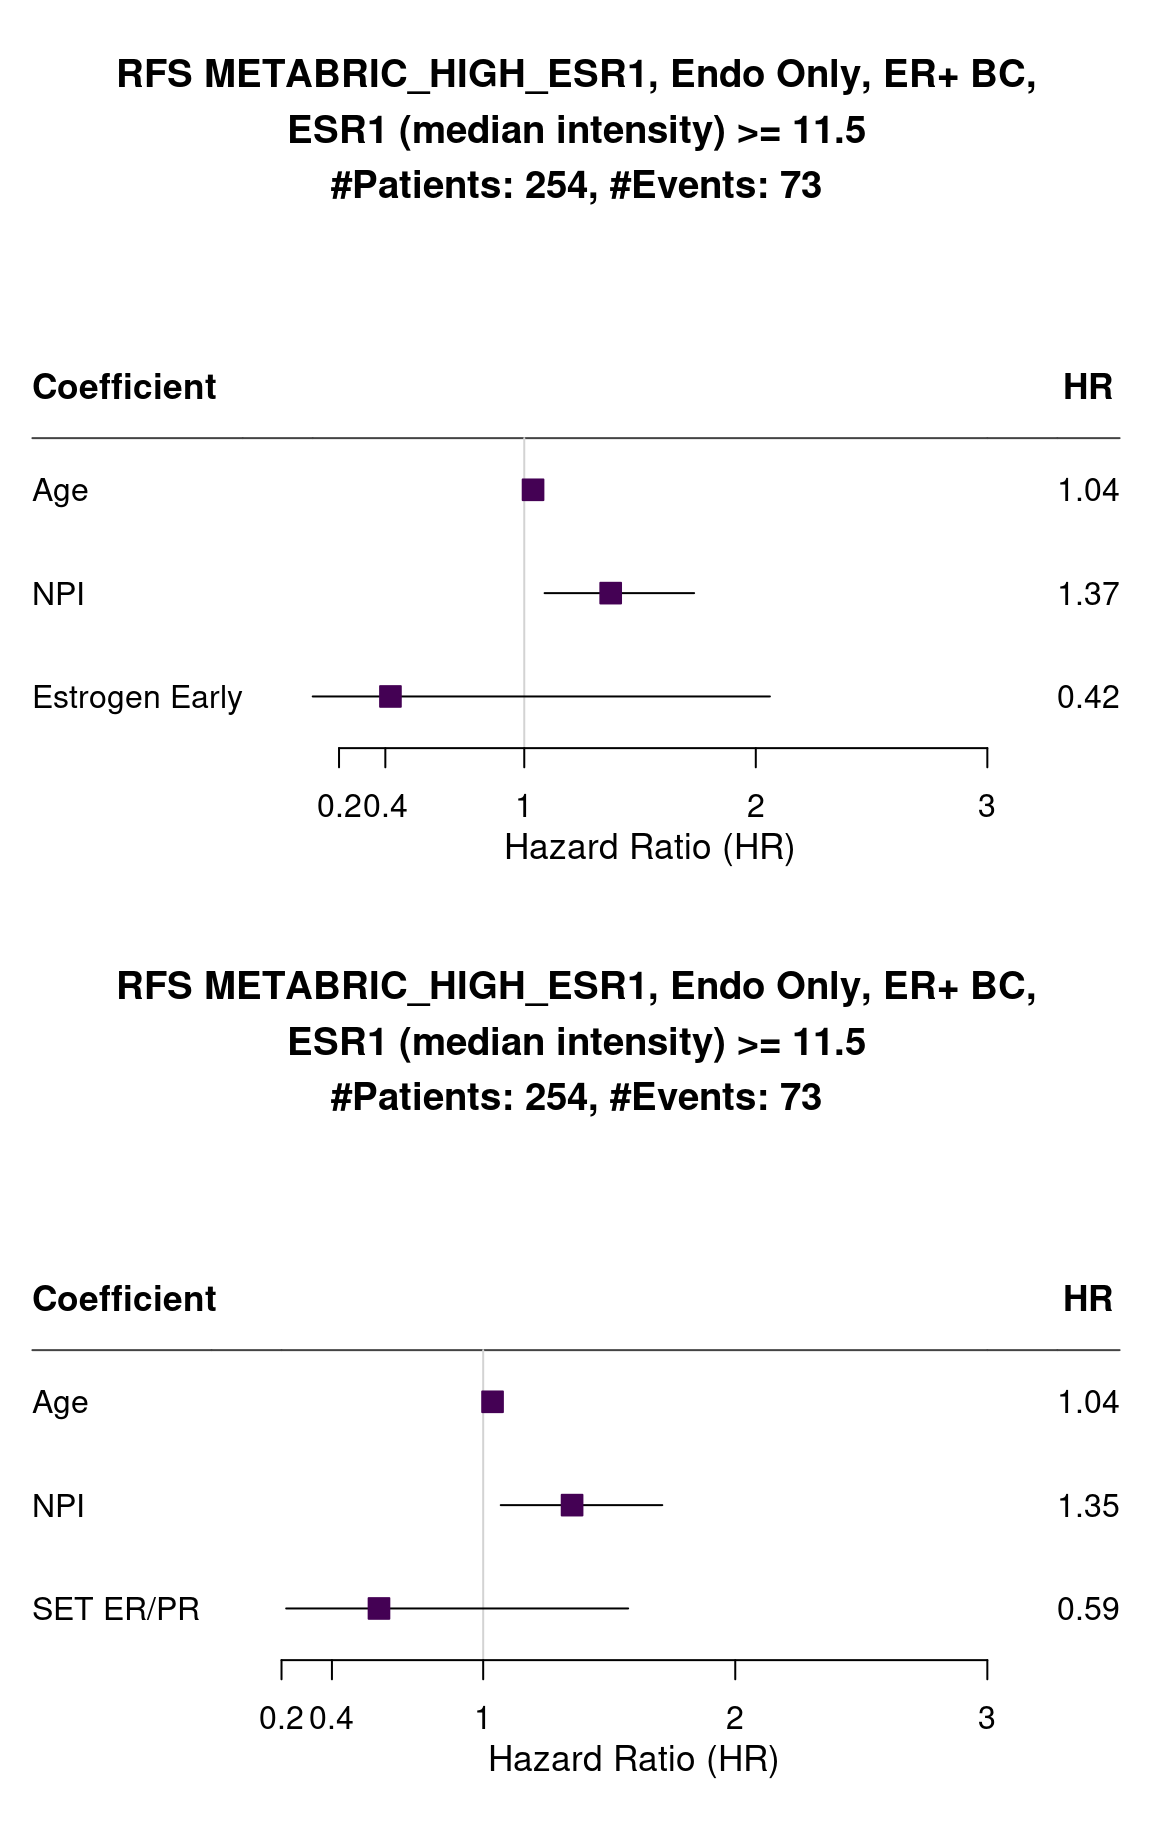 RFS METABRIC_HIGH_ESR1, Endo Only, ER+ BC,
ESR1 (median intensity) >= 11.5
#Patients: 254, #Events: 73
Coefficient HR
Age 1.04
NPI 1.37
Estrogen Early 0.42
0.2 0.4 1 2 3
Hazard Ratio (HR)
RFS METABRIC_HIGH_ESR1, Endo Only, ER+ BC,
ESR1 (median intensity) >= 11.5
#Patients: 254, #Events: 73
Coefficient HR
Age 1.04
NPI 1.35
SET ER/PR 0.59
0.2 0.4 1 2 3
Hazard Ratio (HR)